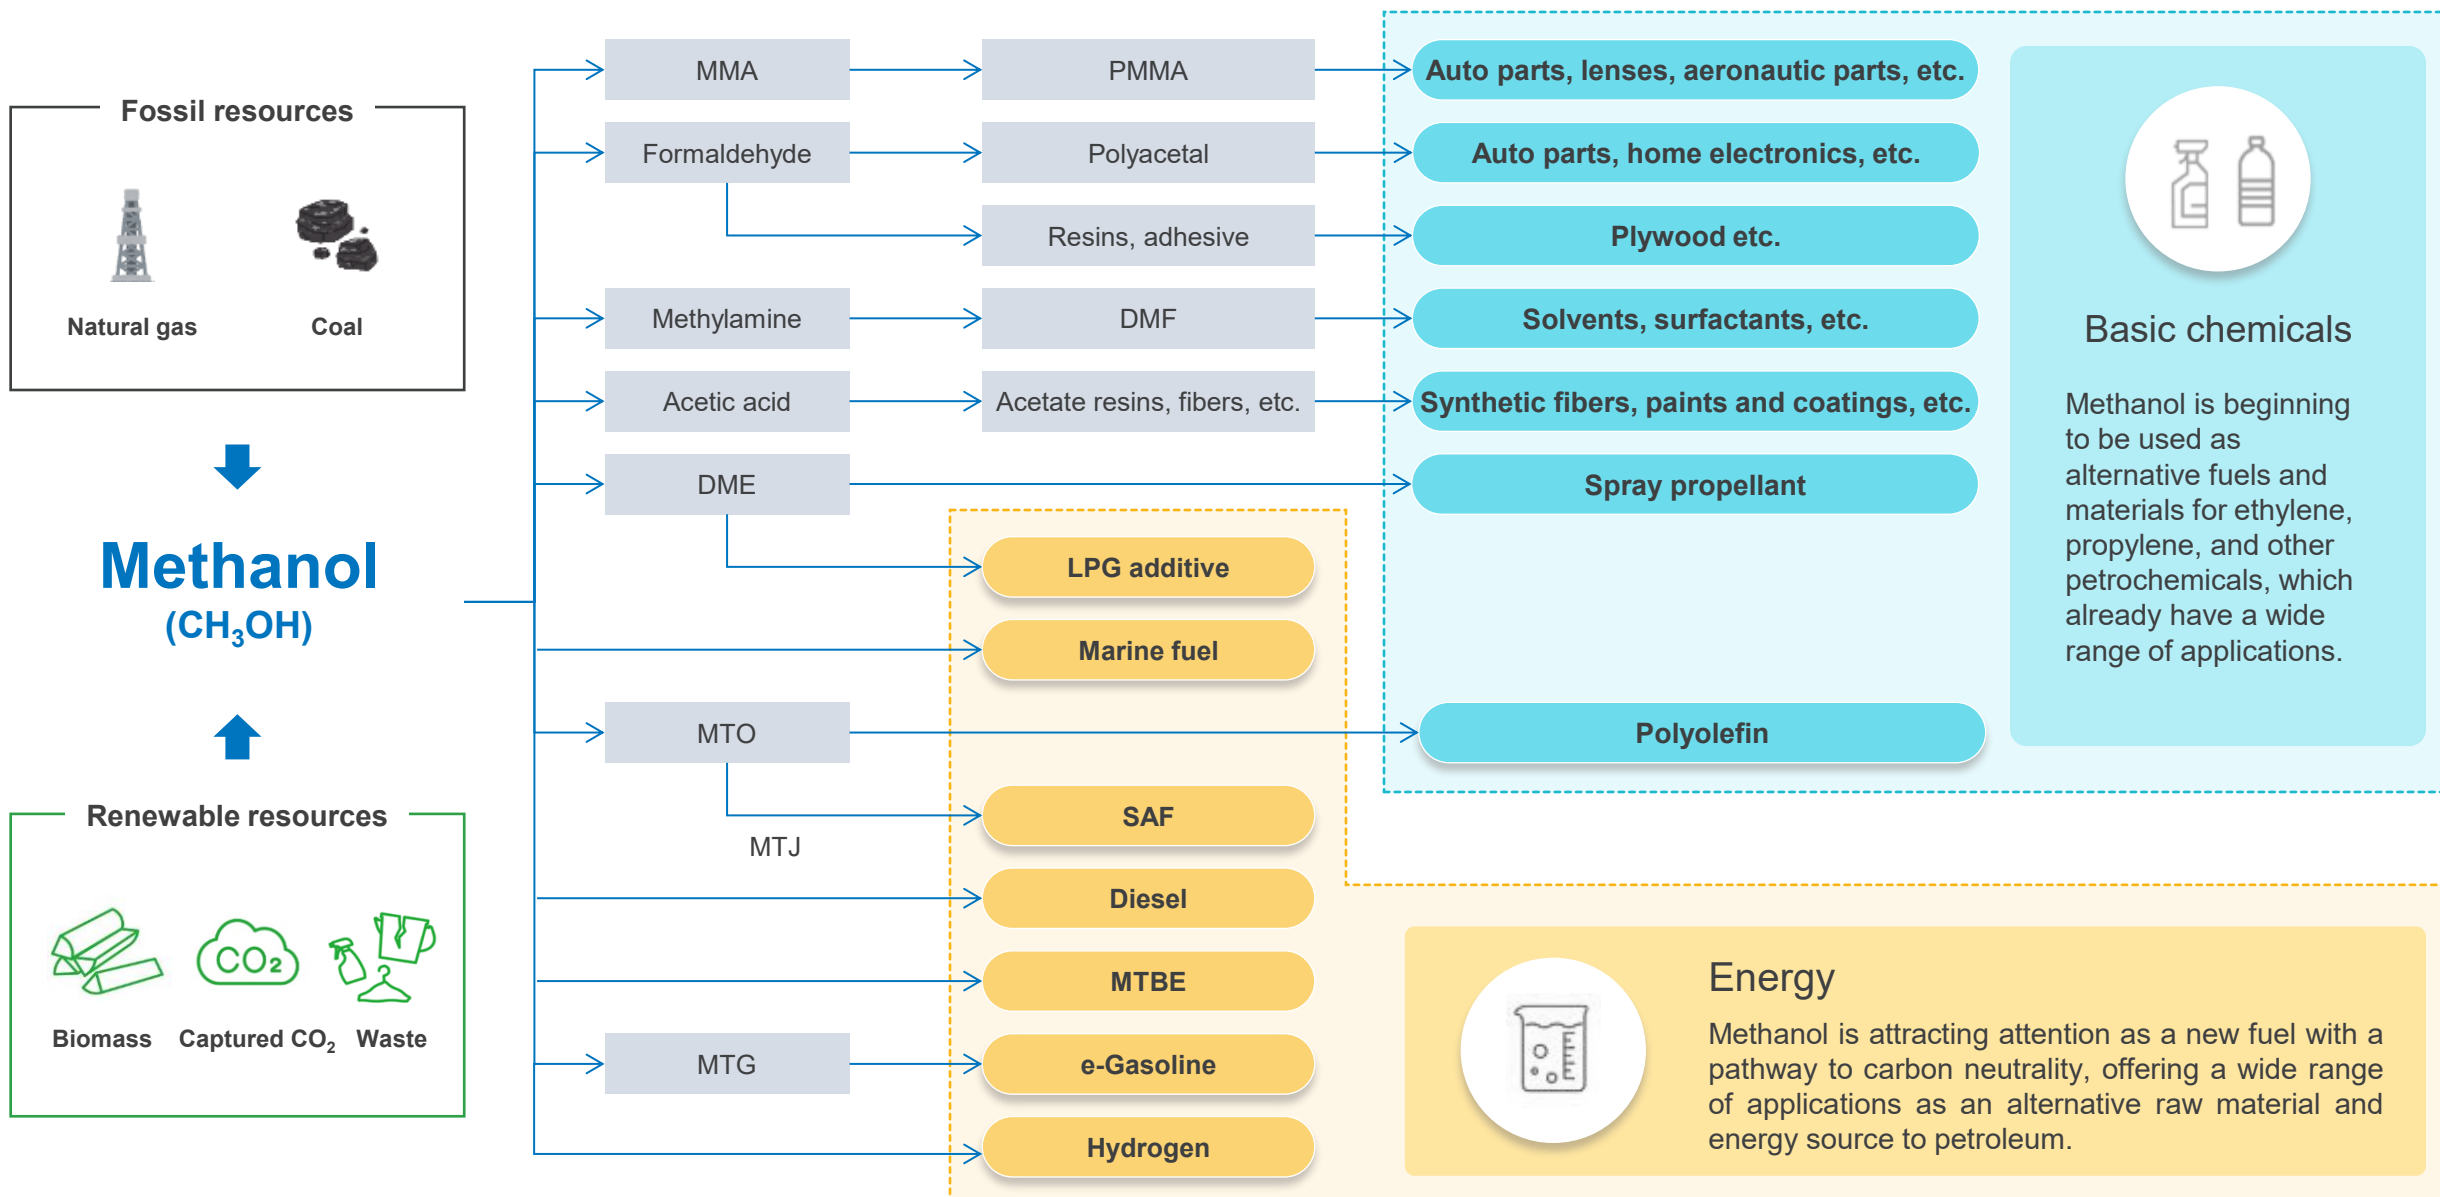 Fossil resources
Natural gas
Coal
Methanol
(CH₃OH)
Renewable resources
CO₂
Biomass
Captured CO₂
Waste
MMA
PMMA
Auto parts, lenses, aeronautic parts, etc.
Formaldehyde
Polyacetal
Auto parts, home electronics, etc.
Resins, adhesive
Plywood etc.
Methylamine
DMF
Solvents, surfactants, etc.
Acetic acid
Acetate resins, fibers, etc.
Synthetic fibers, paints and coatings, etc.
DME
Spray propellant
LPG additive
Marine fuel
MTO
Polyolefin
SAF
MTJ
Diesel
MTBE
MTG
e-Gasoline
Hydrogen
Basic chemicals
Methanol is beginning
to be used as
alternative fuels and
materials for ethylene,
propylene, and other
petrochemicals, which
already have a wide
range of applications.
Energy
Methanol is attracting attention as a new fuel with a
pathway to carbon neutrality, offering a wide range
of applications as an alternative raw material and
energy source to petroleum.